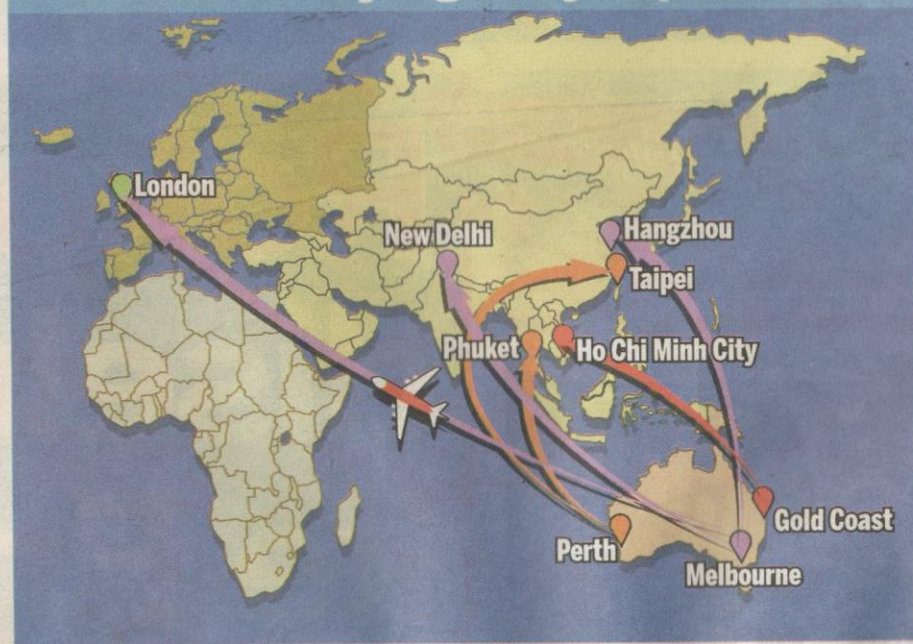 London
New Delhi
Hangzhou
Taipei
Phuket
Ho Chi Minh City
Gold Coast
Perth
Melbourne